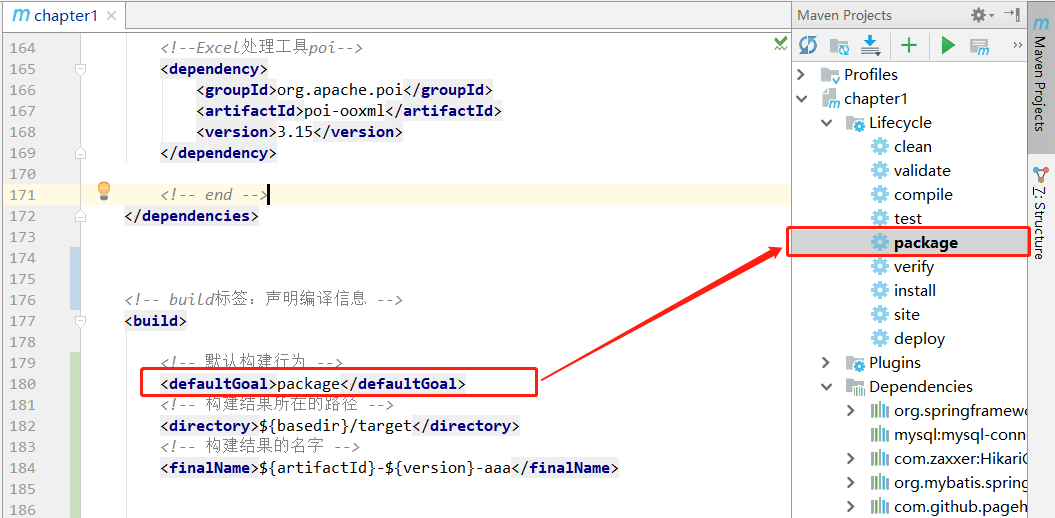 chapter1
164 <!--Excel处理工具poi-->
165 <dependency>
166 <groupId>org.apache.poi</groupId>
167 <artifactId>poi-ooxml</artifactId>
168 <version>3.15</version>
169 </dependency>
170
171 <!-- end -->
172 </dependencies>
173
174
175
176 <!-- build标签：声明编译信息 -->
177 <build>
178
179 <!-- 默认构建行为 -->
180 <defaultGoal>package</defaultGoal>
181 <!-- 构建结果所在的路径 -->
182 <directory>${basedir}/target</directory>
183 <!-- 构建结果的名字 -->
184 <finalName>${artifactId}-${version}-aaa</finalName>
185
186
Maven Projects
Profiles
chapter1
Lifecycle
clean
validate
compile
test
package
verify
install
site
deploy
Plugins
Dependencies
org.springframew
mysql:mysql-conn
com.zaxxer:Hikari
org.mybatis.spring
com.github.pageh
Maven Projects
7: Structure